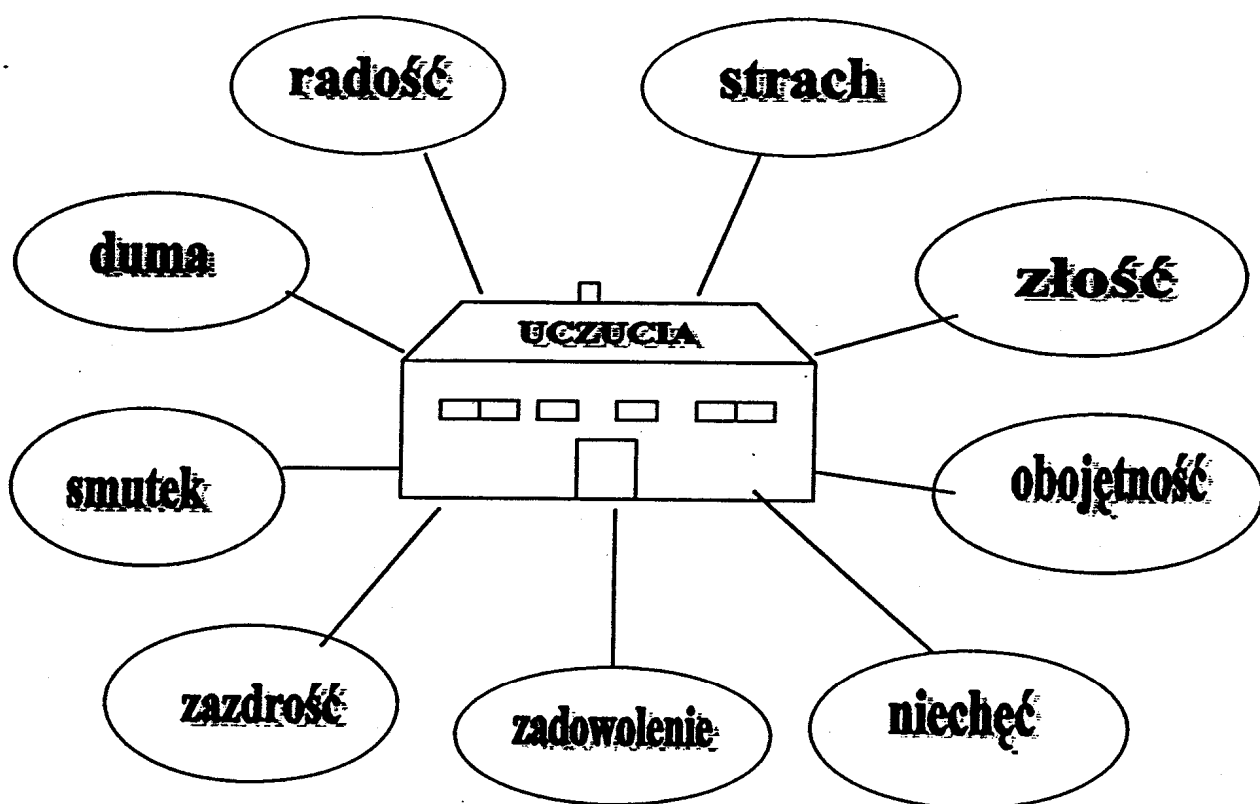 radość
strach
duma
złość
UCZUCIA
smutek
obojętność
zazdrość
zadowolenie
niechęć